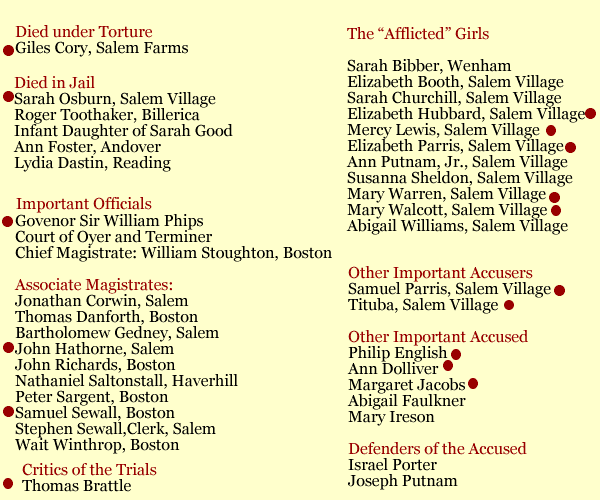 Died under Torture
Giles Cory, Salem Farms
Died in Jail
Sarah Osburn, Salem Village
Roger Toothaker, Billerica
Infant Daughter of Sarah Good
Ann Foster, Andover
Lydia Dastin, Reading
Important Officials
Govenor Sir William Phips
Court of Oyer and Terminer
Chief Magistrate: William Stoughton, Boston
Associate Magistrates:
Jonathan Corwin, Salem
Thomas Danforth, Boston
Bartholomew Gedney, Salem
John Hathorne, Salem
John Richards, Boston
Nathaniel Saltonstall, Haverhill
Peter Sargent, Boston
Samuel Sewall, Boston
Stephen Sewall,Clerk, Salem
Wait Winthrop, Boston
Critics of the Trials
Thomas Brattle
The “Afflicted” Girls
Sarah Bibber, Wenham
Elizabeth Booth, Salem Village
Sarah Churchill, Salem Village
Elizabeth Hubbard, Salem Village
Mercy Lewis, Salem Village
Elizabeth Parris, Salem Village
Ann Putnam, Jr., Salem Village
Susanna Sheldon, Salem Village
Mary Warren, Salem Village
Mary Walcott, Salem Village
Abigail Williams, Salem Village
Other Important Accusers
Samuel Parris, Salem Village
Tituba, Salem Village
Other Important Accused
Philip English
Ann Dolliver
Margaret Jacobs
Abigail Faulkner
Mary Ireson
Defenders of the Accused
Israel Porter
Joseph Putnam